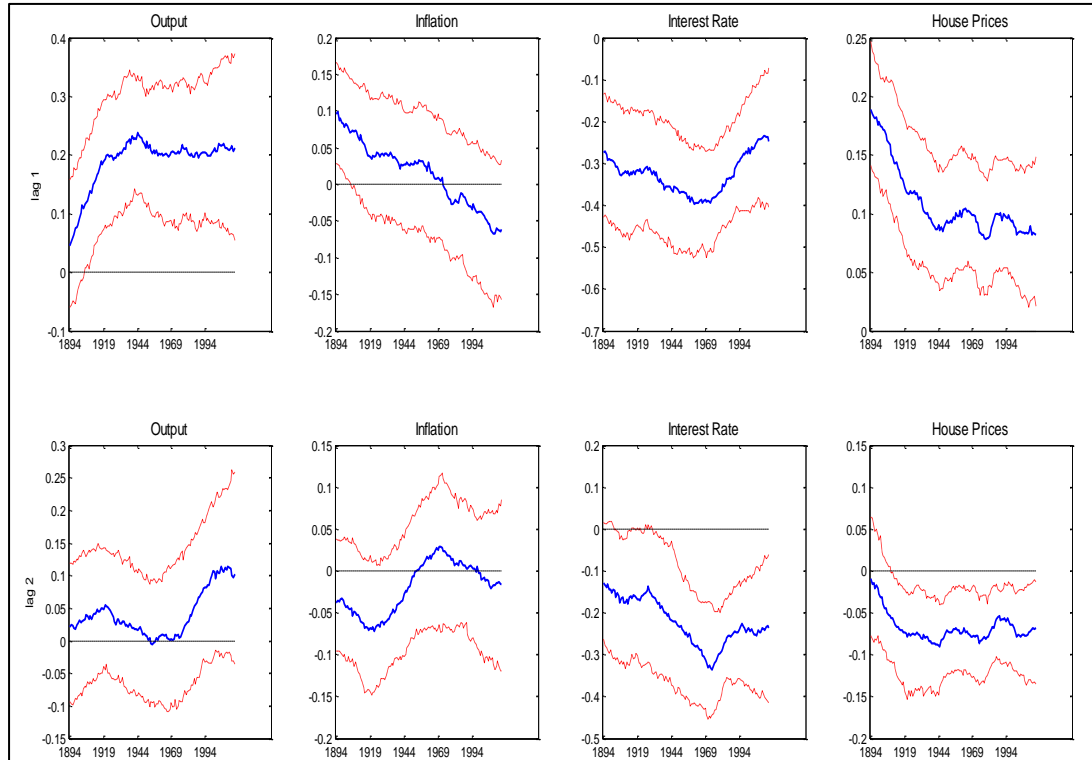 Output Inflation Interest Rate House Prices
0.4 0.2 0 0.25
0.3 0.15 -0.1 0.2
0.2 0.1 -0.2 0.15
0.1 0.05 -0.3 0.1
0 0 -0.4 0.05
-0.1 -0.05 -0.5 0
-0.1 -0.6
-0.15 -0.7
-0.2
lag 1
1894 1919 1944 1969 1994 1894 1919 1944 1969 1994 1894 1919 1944 1969 1994 1894 1919 1944 1969 1994
Output Inflation Interest Rate House Prices
0.3 0.15 0.2 0.15
0.25 0.1 0.1 0.1
0.2 0.05 0 0.05
0.15 0 -0.1 0
0.1 -0.05 -0.2 -0.05
0.05 -0.1 -0.3 -0.1
0 -0.15 -0.4 -0.15
-0.05 -0.2 -0.5 -0.2
-0.1
-0.15
lag 2
1894 1919 1944 1969 1994 1894 1919 1944 1969 1994 1894 1919 1944 1969 1994 1894 1919 1944 1969 1994